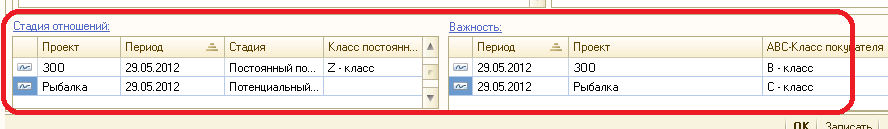 Стадия отношений: Важность:
Проект Период Стадия Класс постоянн... Период Проект ABC-Класс покупателя
ЗОО 29.05.2012 Постоянный по... Z - класс 29.05.2012 ЗОО B - класс
Рыбалка 29.05.2012 Потенциальный... 29.05.2012 Рыбалка C - класс
OK Записать